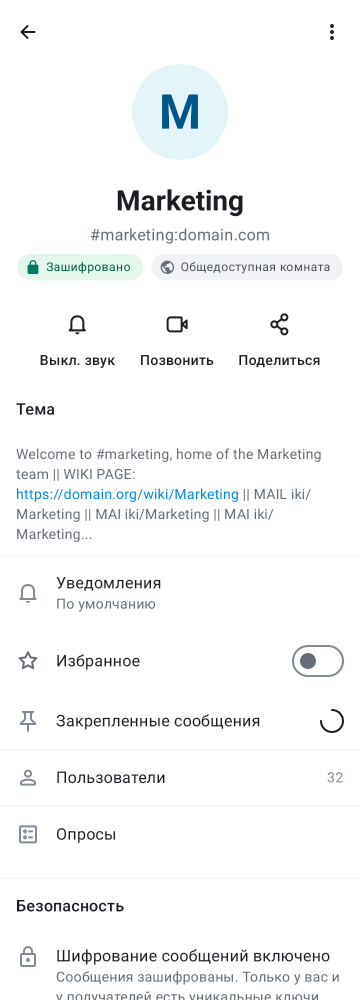 M
Marketing
#marketing:domain.com
Зашифровано
Общедоступная комната
Выкл. звук
Позвонить
Поделиться
Тема
Welcome to #marketing, home of the Marketing
team || WIKI PAGE:
https://domain.org/wiki/Marketing || MAIL iki/
Marketing || MAI iki/Marketing || MAI iki/
Marketing...
Уведомления
По умолчанию
Избранное
Закрепленные сообщения
Пользователи 32
Опросы
Безопасность
Шифрование сообщений включено
Сообщения зашифрованы. Только у вас и
у получателей есть уникальные ключи